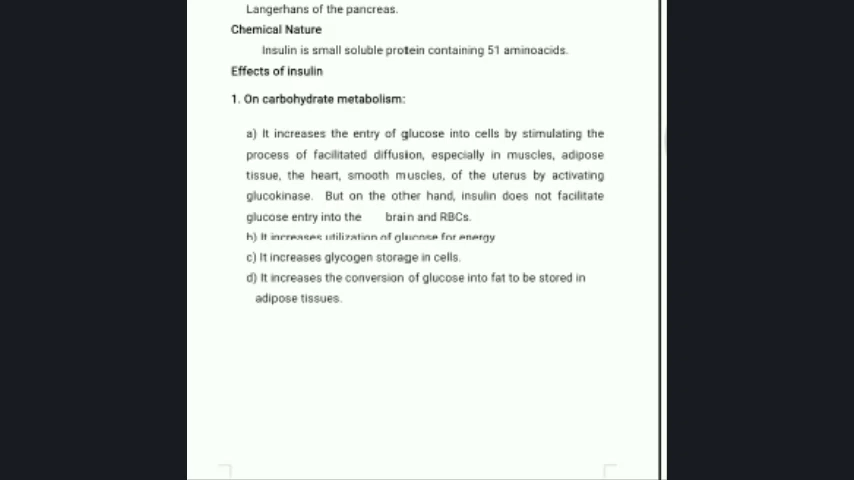 Langerhans of the pancreas.
Chemical Nature
Insulin is small soluble protein containing 51 aminoacids.
Effects of insulin
1. On carbohydrate metabolism:
a) It increases the entry of glucose into cells by stimulating the
process of facilitated diffusion, especially in muscles, adipose
tissue, the heart, smooth muscles, of the uterus by activating
glucokinase. But on the other hand, insulin does not facilitate
glucose entry into the brain and RBCs.
b) It increases utilization of glucose for energy
c) It increases glycogen storage in cells.
d) It increases the conversion of glucose into fat to be stored in
adipose tissues.